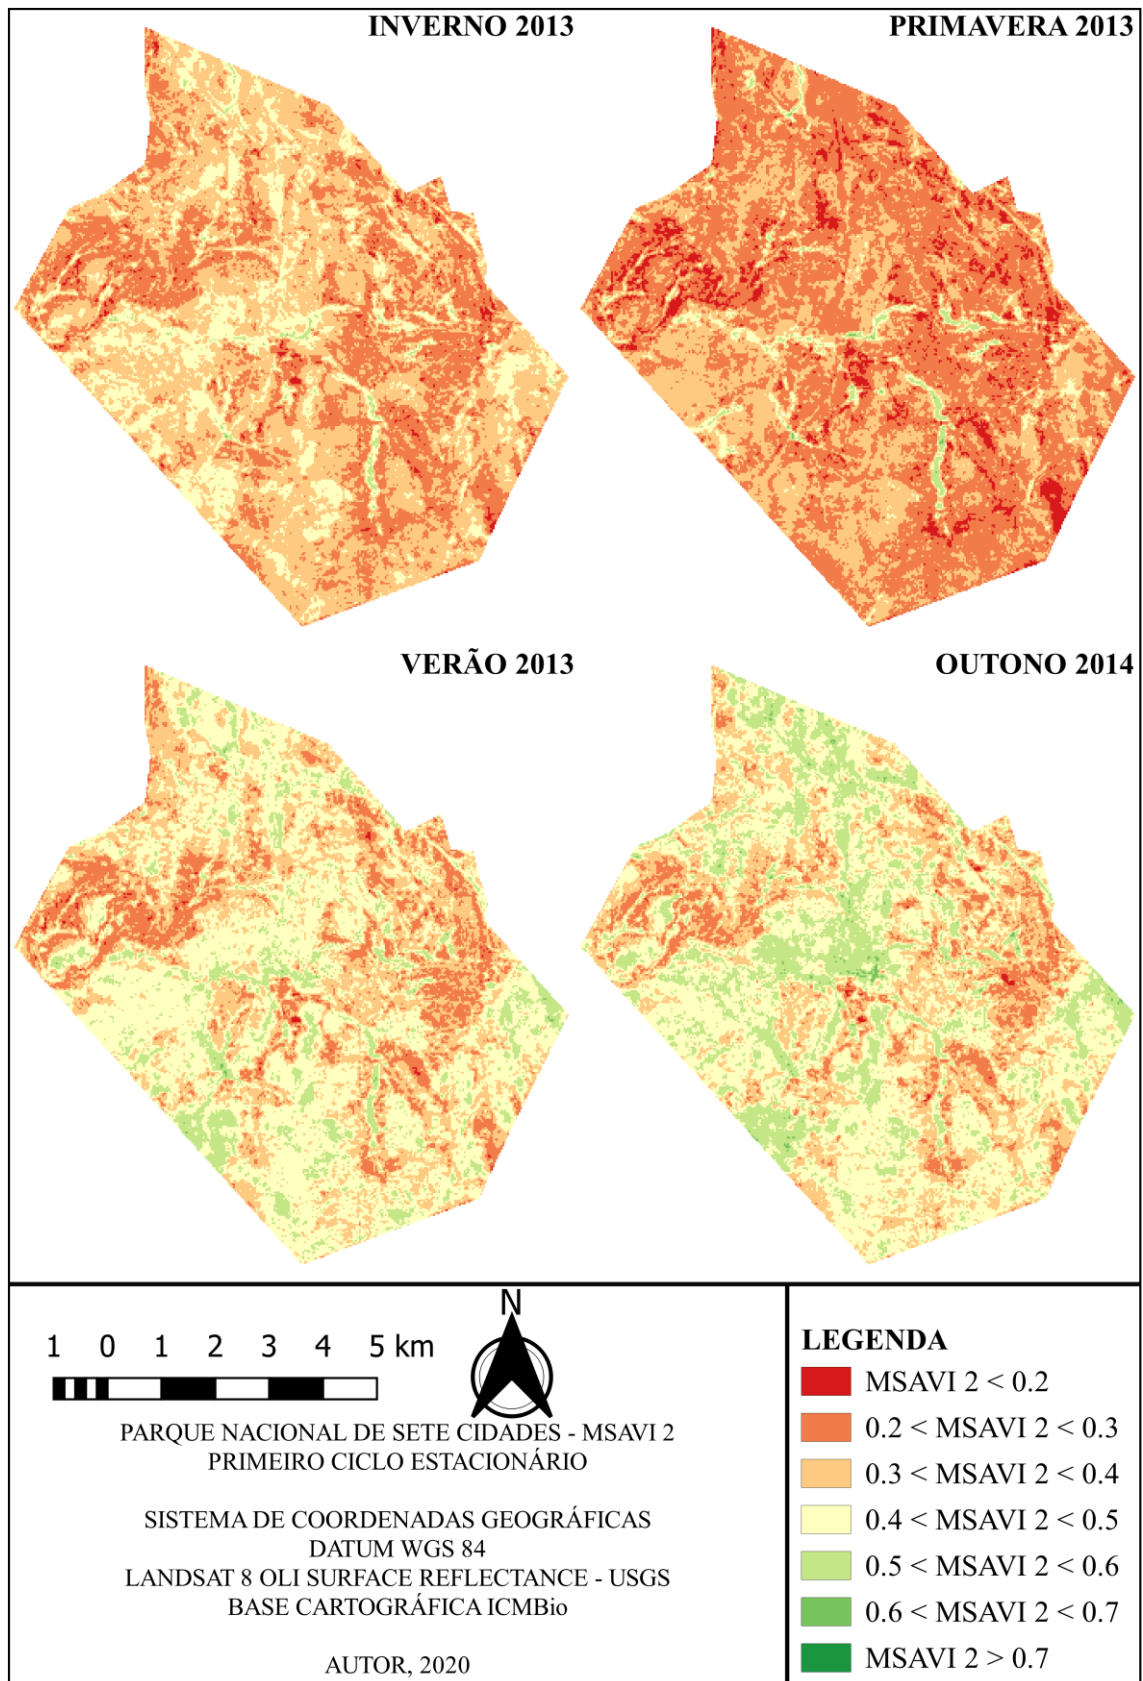 INVERNO 2013
PRIMAVERA 2013
VERÃO 2013
OUTONO 2014
1 0 1 2 3 4 5 km
N
PARQUE NACIONAL DE SETE CIDADES - MSAVI 2
PRIMEIRO CICLO ESTACIONÁRIO
SISTEMA DE COORDENADAS GEOGRÁFICAS
DATUM WGS 84
LANDSAT 8 OLI SURFACE REFLECTANCE - USGS
BASE CARTOGRÁFICA ICMBio
AUTOR, 2020
LEGENDA
MSAVI 2 < 0.2
0.2 < MSAVI 2 < 0.3
0.3 < MSAVI 2 < 0.4
0.4 < MSAVI 2 < 0.5
0.5 < MSAVI 2 < 0.6
0.6 < MSAVI 2 < 0.7
MSAVI 2 > 0.7